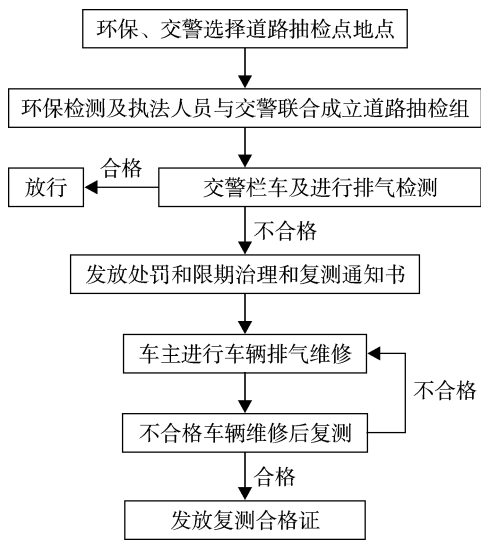 环保、交警选择道路抽检点地点
环保检测及执法人员与交警联合成立道路抽检组
合格
放行
交警栏车及进行排气检测
不合格
发放处罚和限期治理和复测通知书
车主进行车辆排气维修
不合格
不合格车辆维修后复测
合格
发放复测合格证